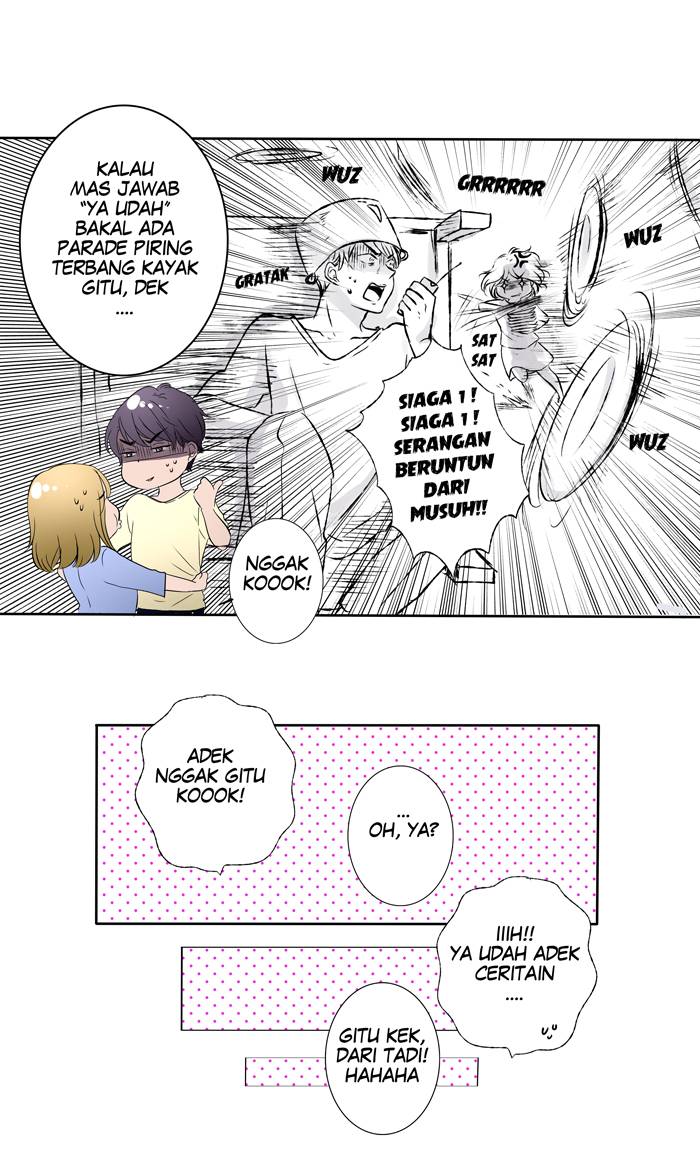 KALAU
MAS JAWAB
"YA UDAH"
BAKAL ADA
PARADE PIRING
TERBANG KAYAK
GITU, DEK
....
WUZ
GRRRRRR
WUZ
GRATAK
SAT
SAT
SIAGA 1!
SIAGA 1!
SERANGAN
BERUNTUN
DARI
MUSUH!!
WUZ
NGGAK
KOOOK!
ADEK
NGGAK GITU
KOOOK!
...
OH, YA?
IIIH!!
YA UDAH ADEK
CERITAIN
....
GITU KEK,
DARI TADI!
HAHAHA